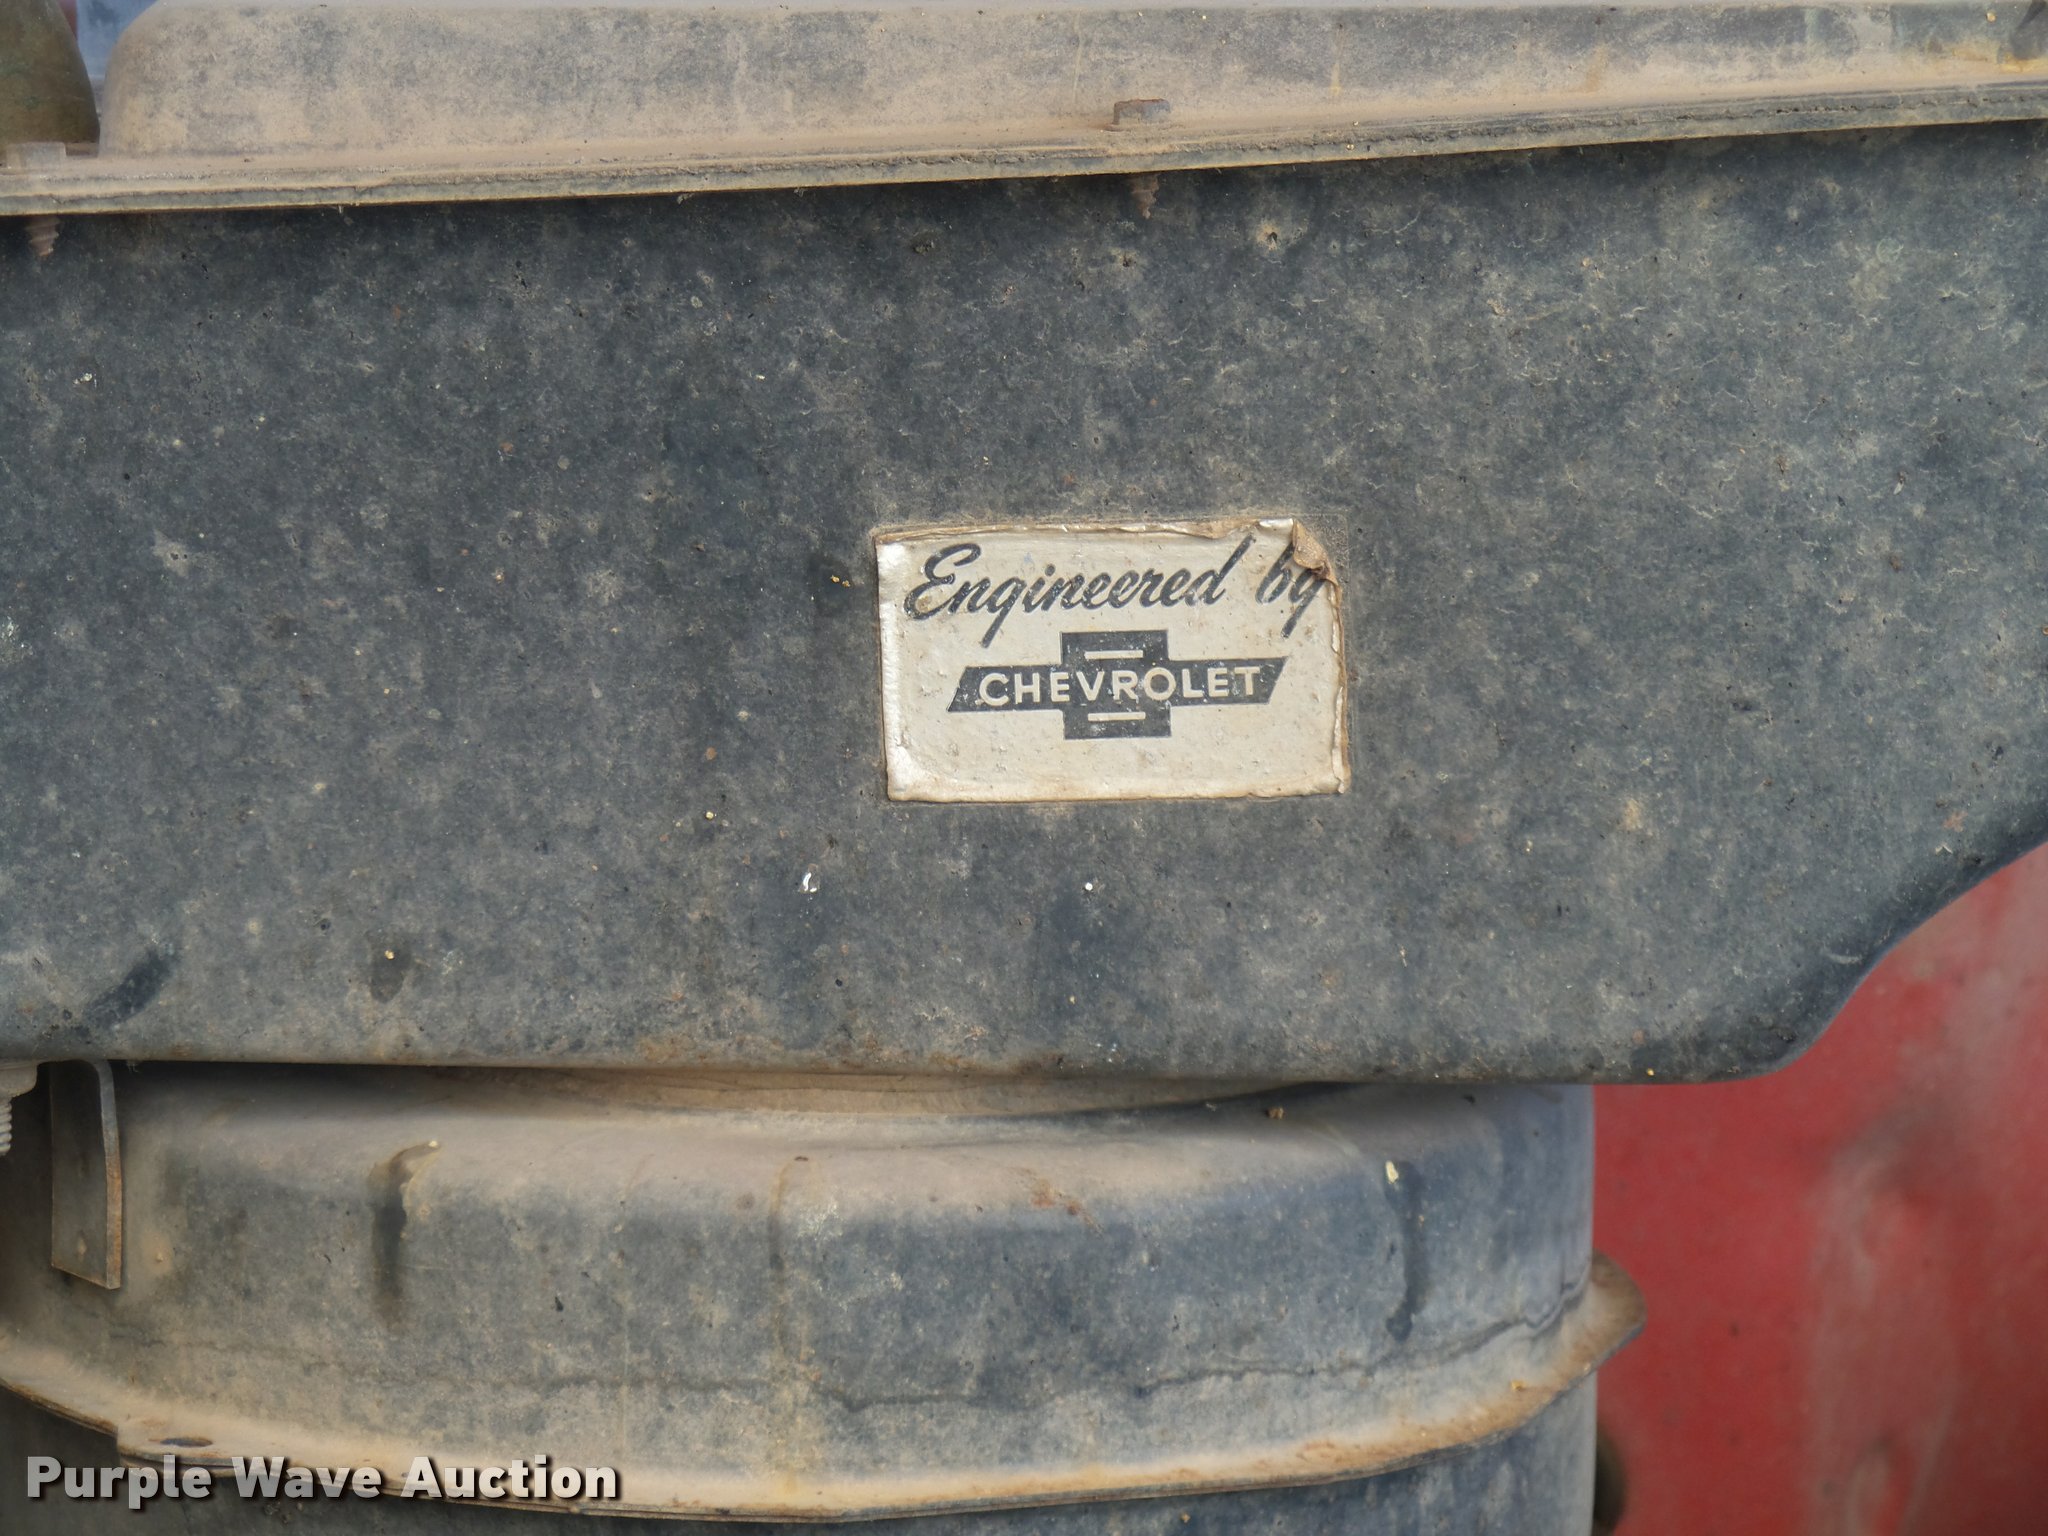 Engineered by
CHEVROLET
Purple Wave Auction